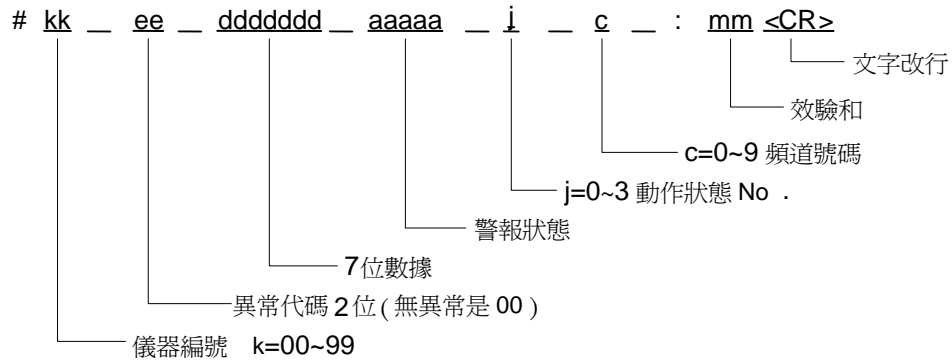 # kk _ ee _ ddddddd _ aaaaa _ j _ c _ : mm <CR>
文字改行
效驗和
c=0~9 頻道號碼
j=0~3 動作狀態 No .
警報狀態
7位數據
異常代碼 2 位 ( 無異常是 00 )
儀器編號 k=00~99